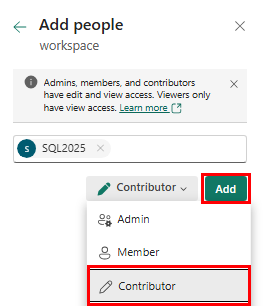 Add people
workspace
Admins, members, and contributors
have edit and view access. Viewers only
have view access. Learn more
S SQL2025
Contributor
Add
Admin
Member
Contributor